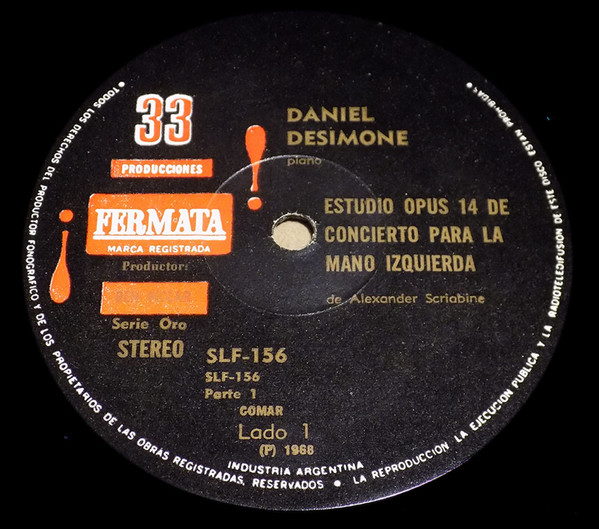 33
PRODUCCIONES
FERMATA
MARCA REGISTRADA
Productor:
Serie Oro
STEREO
DANIEL
DESIMONE
piano
ESTUDIO OPUS 14 DE
CONCIERTO PARA LA
MANO IZQUIERDA
de Alexander Scriabine
SLF-156
SLF-156
Parte 1
COMAR
Lado 1
(P) 1968
INDUSTRIA ARGENTINA
• TODOS LOS DERECHOS DEL PRODUCTOR FONOGRAFICO Y DE LOS PROPIETARIOS DE LAS OBRAS REGISTRADAS, RESERVADOS • LA REPRODUCCION LA EJECUCION PUBLICA Y LA RADIOTELEDIFUSION DE ESTE DISCO ESTAN PROHIBIDAS